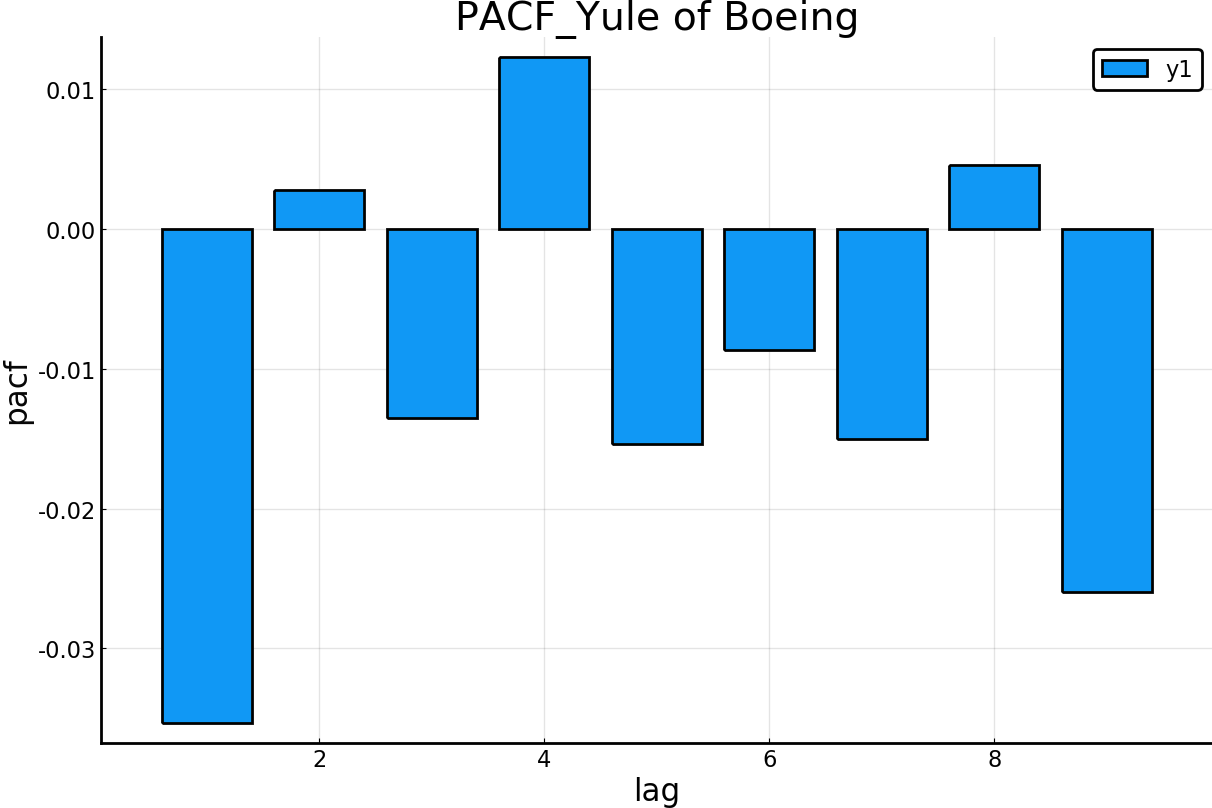 PACF_Yule of Boeing
y1
0.01
0.00
-0.01
-0.02
-0.03
pacf
2 4 6 8
lag